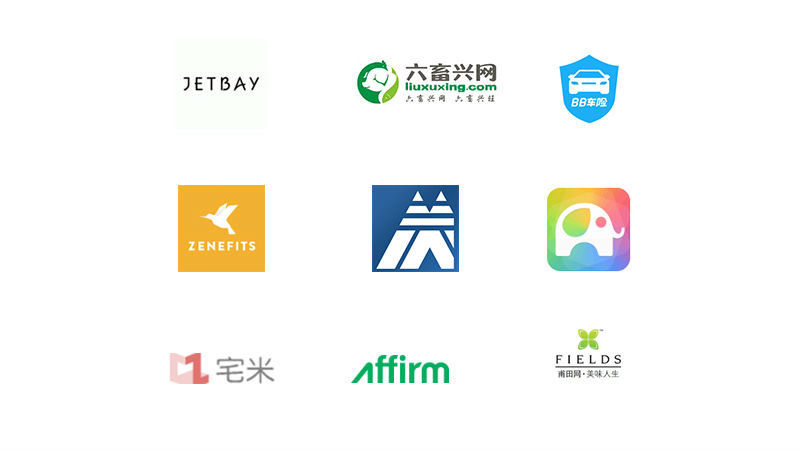 JETBAY
六畜兴网
liuxuxing.com
六畜兴网 六畜兴旺
BB车险
ZENEFITS
宅米
affirm
FIELDS
甫田网·美味人生